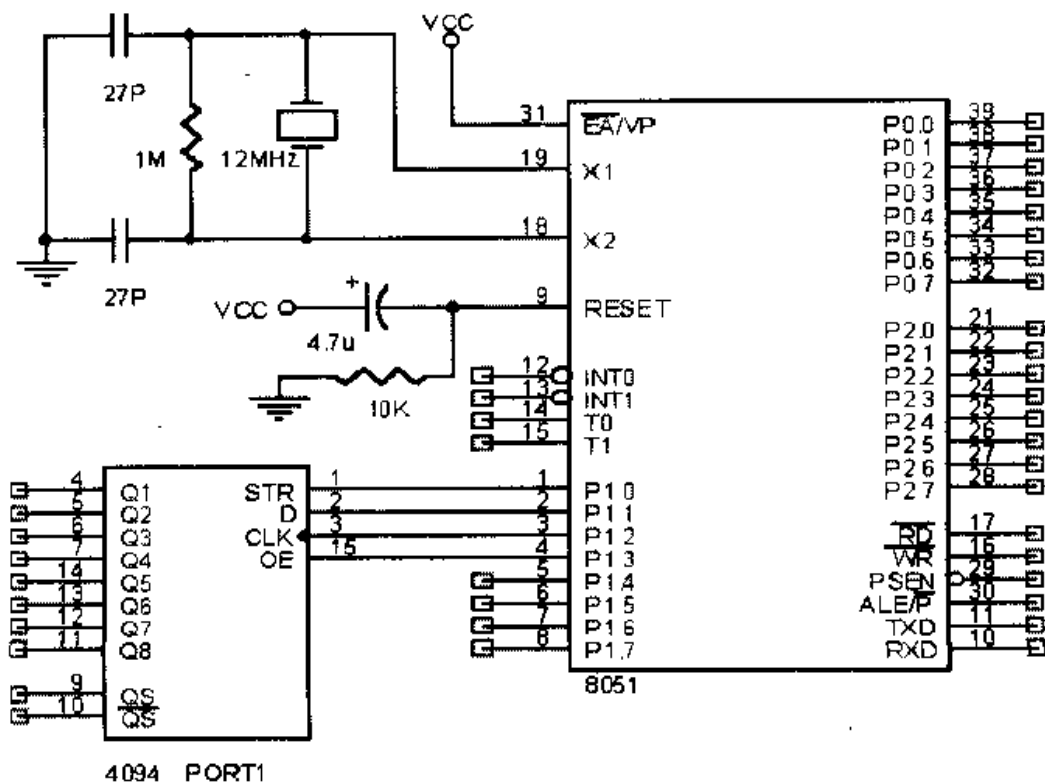 27P
1M
12MHz
27P
VCC
VCC
4.7u
10K
31 EA/VP
19 X1
18 X2
9 RESET
12 INT0
13 INT1
14 T0
15 T1
1 P1.0
2 P1.1
3 P1.2
4 P1.3
5 P1.4
6 P1.5
7 P1.6
8 P1.7
P0.0 39
P0.1 38
P0.2 37
P0.3 36
P0.4 35
P0.5 34
P0.6 33
P0.7 32
P2.0 21
P2.1 22
P2.2 23
P2.3 24
P2.4 25
P2.5 26
P2.6 27
P2.7 28
RD 17
WR 16
PSEN 29
ALE/P 30
TXD 11
RXD 10
8051
4 Q1
5 Q2
6 Q3
7 Q4
14 Q5
13 Q6
12 Q7
11 Q8
9 QS
10 QS
STR 1
D 2
CLK 3
OE 15
4094 PORT1